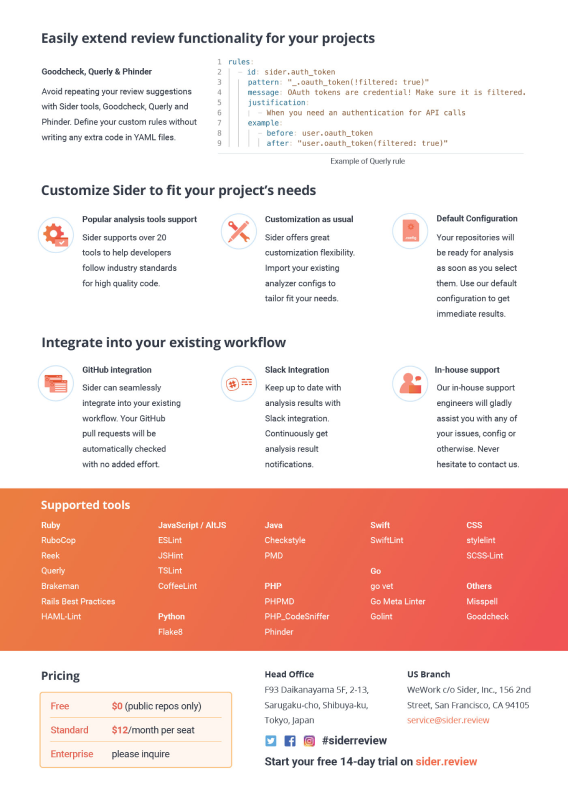 Easily extend review functionality for your projects
Goodcheck, Querly & Phinder
Avoid repeating your review suggestions
with Sider tools, Goodcheck, Querly and
Phinder. Define your custom rules without
writing any extra code in YAML files.
1 rules:
2 - id: sider.auth_token
3 pattern: "_.oauth_token(!filtered: true)"
4 message: OAuth tokens are credential! Make sure it is filtered.
5 justification:
6 - When you need an authentication for API calls
7 example:
8 - before: user.oauth_token
9 after: "user.oauth_token(filtered: true)"
Example of Querly rule
Customize Sider to fit your project's needs
Popular analysis tools support
Sider supports over 20
tools to help developers
follow industry standards
for high quality code.
Customization as usual
Sider offers great
customization flexibility.
Import your existing
analyzer configs to
tailor fit your needs.
config
Default Configuration
Your repositories will
be ready for analysis
as soon as you select
them. Use our default
configuration to get
immediate results.
Integrate into your existing workflow
GitHub integration
Sider can seamlessly
integrate into your existing
workflow. Your GitHub
pull requests will be
automatically checked
with no added effort.
Slack Integration
Keep up to date with
analysis results with
Slack integration.
Continuously get
analysis result
notifications.
In-house support
Our in-house support
engineers will gladly
assist you with any of
your issues, config or
otherwise. Never
hesitate to contact us.
Supported tools
Ruby
RuboCop
Reek
Querly
Brakeman
Rails Best Practices
HAML-Lint
JavaScript / AltJS
ESLint
JSHint
TSLint
CoffeeLint
Python
Flake8
Java
Checkstyle
PMD
PHP
PHPMD
PHP_CodeSniffer
Phinder
Swift
SwiftLint
Go
go vet
Go Meta Linter
Golint
CSS
stylelint
SCSS-Lint
Others
Misspell
Goodcheck
Pricing
Free $0 (public repos only)
Standard $12/month per seat
Enterprise please inquire
Head Office
F93 Daikanayama 5F, 2-13,
Sarugaku-cho, Shibuya-ku,
Tokyo, Japan
US Branch
WeWork c/o Sider, Inc., 156 2nd
Street, San Francisco, CA 94105
service@sider.review
#siderreview
Start your free 14-day trial on sider.review